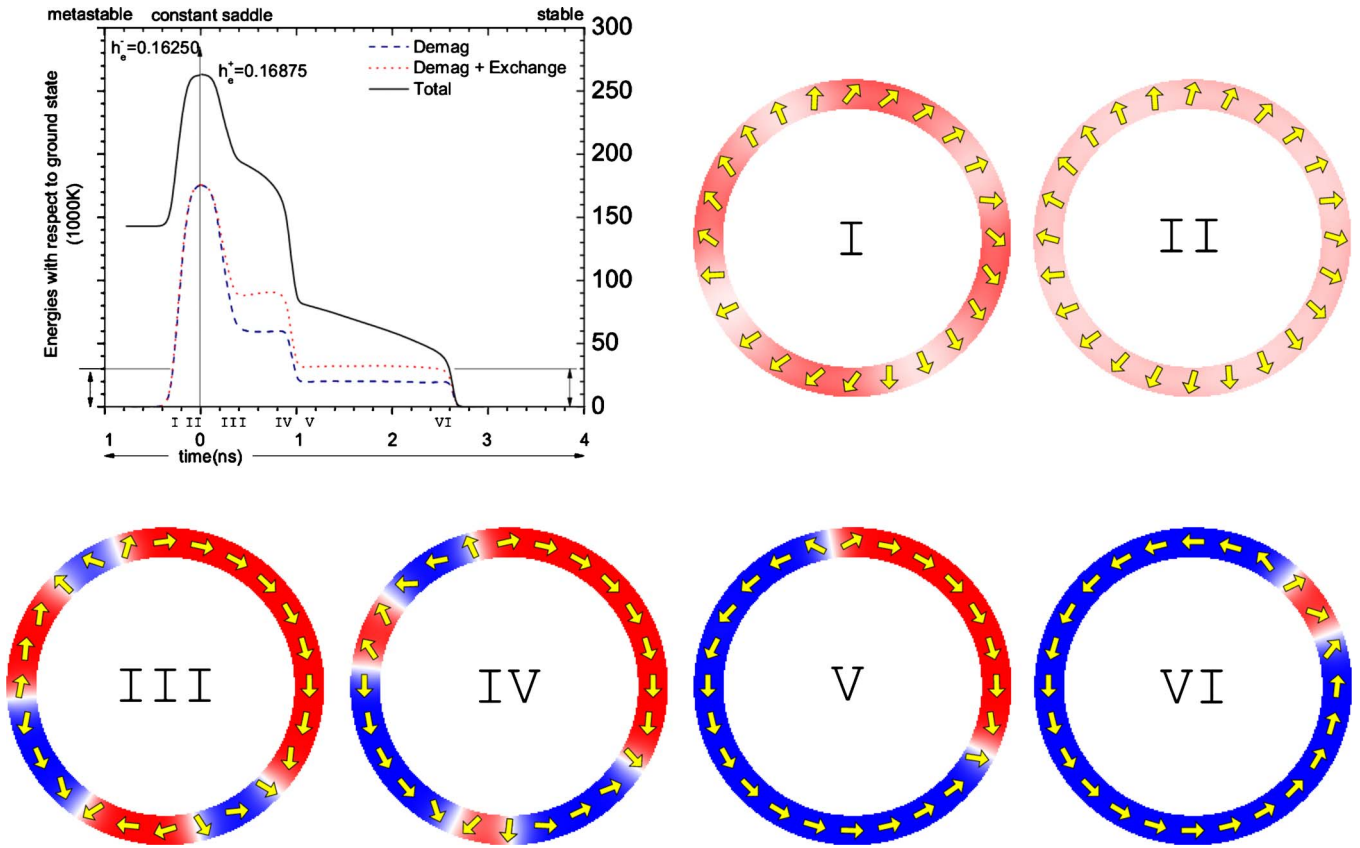 metastable constant saddle stable
h_e^-=0.16250
h_e^+=0.16875
Demag
Demag + Exchange
Total
300
250
200
150
100
50
0
Energies with respect to ground state
(1000K)
I II III IV V VI
1 0 1 2 3 4
time(ns)
I
II
III
IV
V
VI